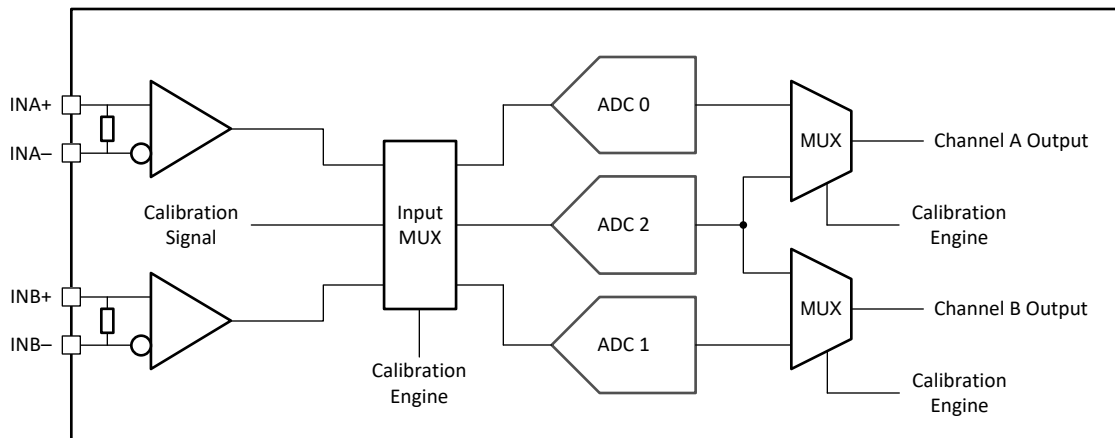 INA+
INA–
ADC 0
MUX
Channel A Output
Calibration
Signal
Input
MUX
ADC 2
Calibration
Engine
INB+
INB–
MUX
Channel B Output
ADC 1
Calibration
Engine
Calibration
Engine